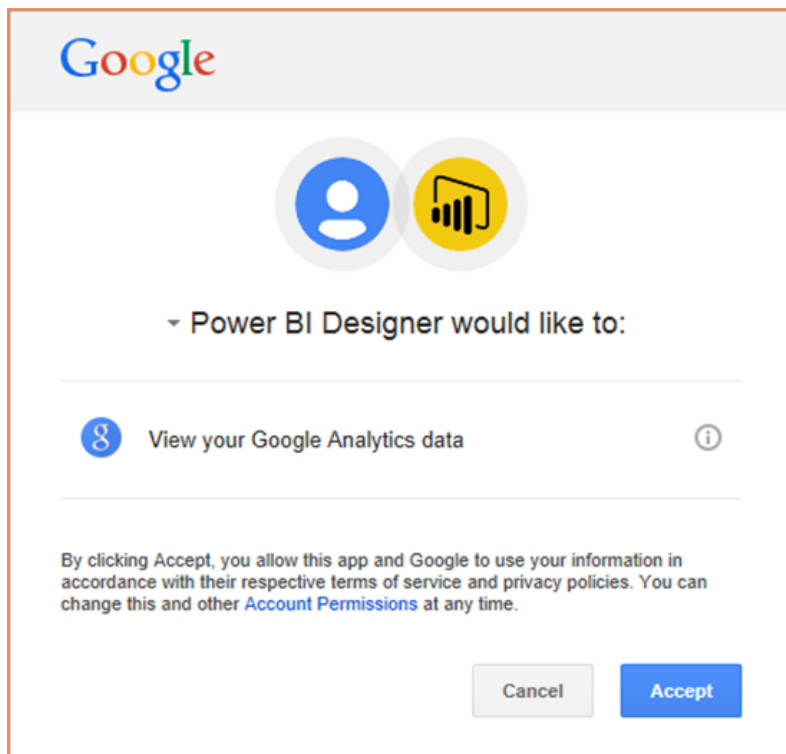 Google
Power BI Designer would like to:
View your Google Analytics data
By clicking Accept, you allow this app and Google to use your information in
accordance with their respective terms of service and privacy policies. You can
change this and other Account Permissions at any time.
Cancel
Accept